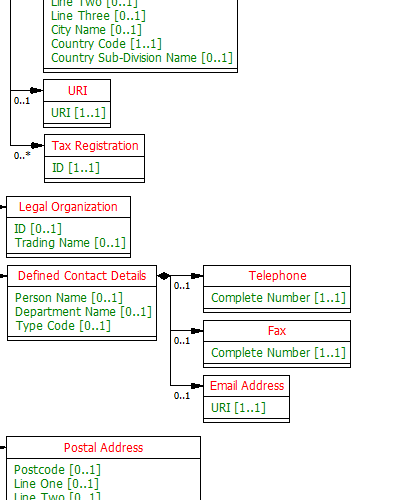 Line Two [0..1]
Line Three [0..1]
City Name [0..1]
Country Code [1..1]
Country Sub-Division Name [0..1]
0..1
URI
URI [1..1]
0..*
Tax Registration
ID [1..1]
Legal Organization
ID [0..1]
Trading Name [0..1]
Defined Contact Details
Person Name [0..1]
Department Name [0..1]
Type Code [0..1]
0..1
Telephone
Complete Number [1..1]
0..1
Fax
Complete Number [1..1]
0..1
Email Address
URI [1..1]
Postal Address
Postcode [0..1]
Line One [0..1]
Line Two [0..1]